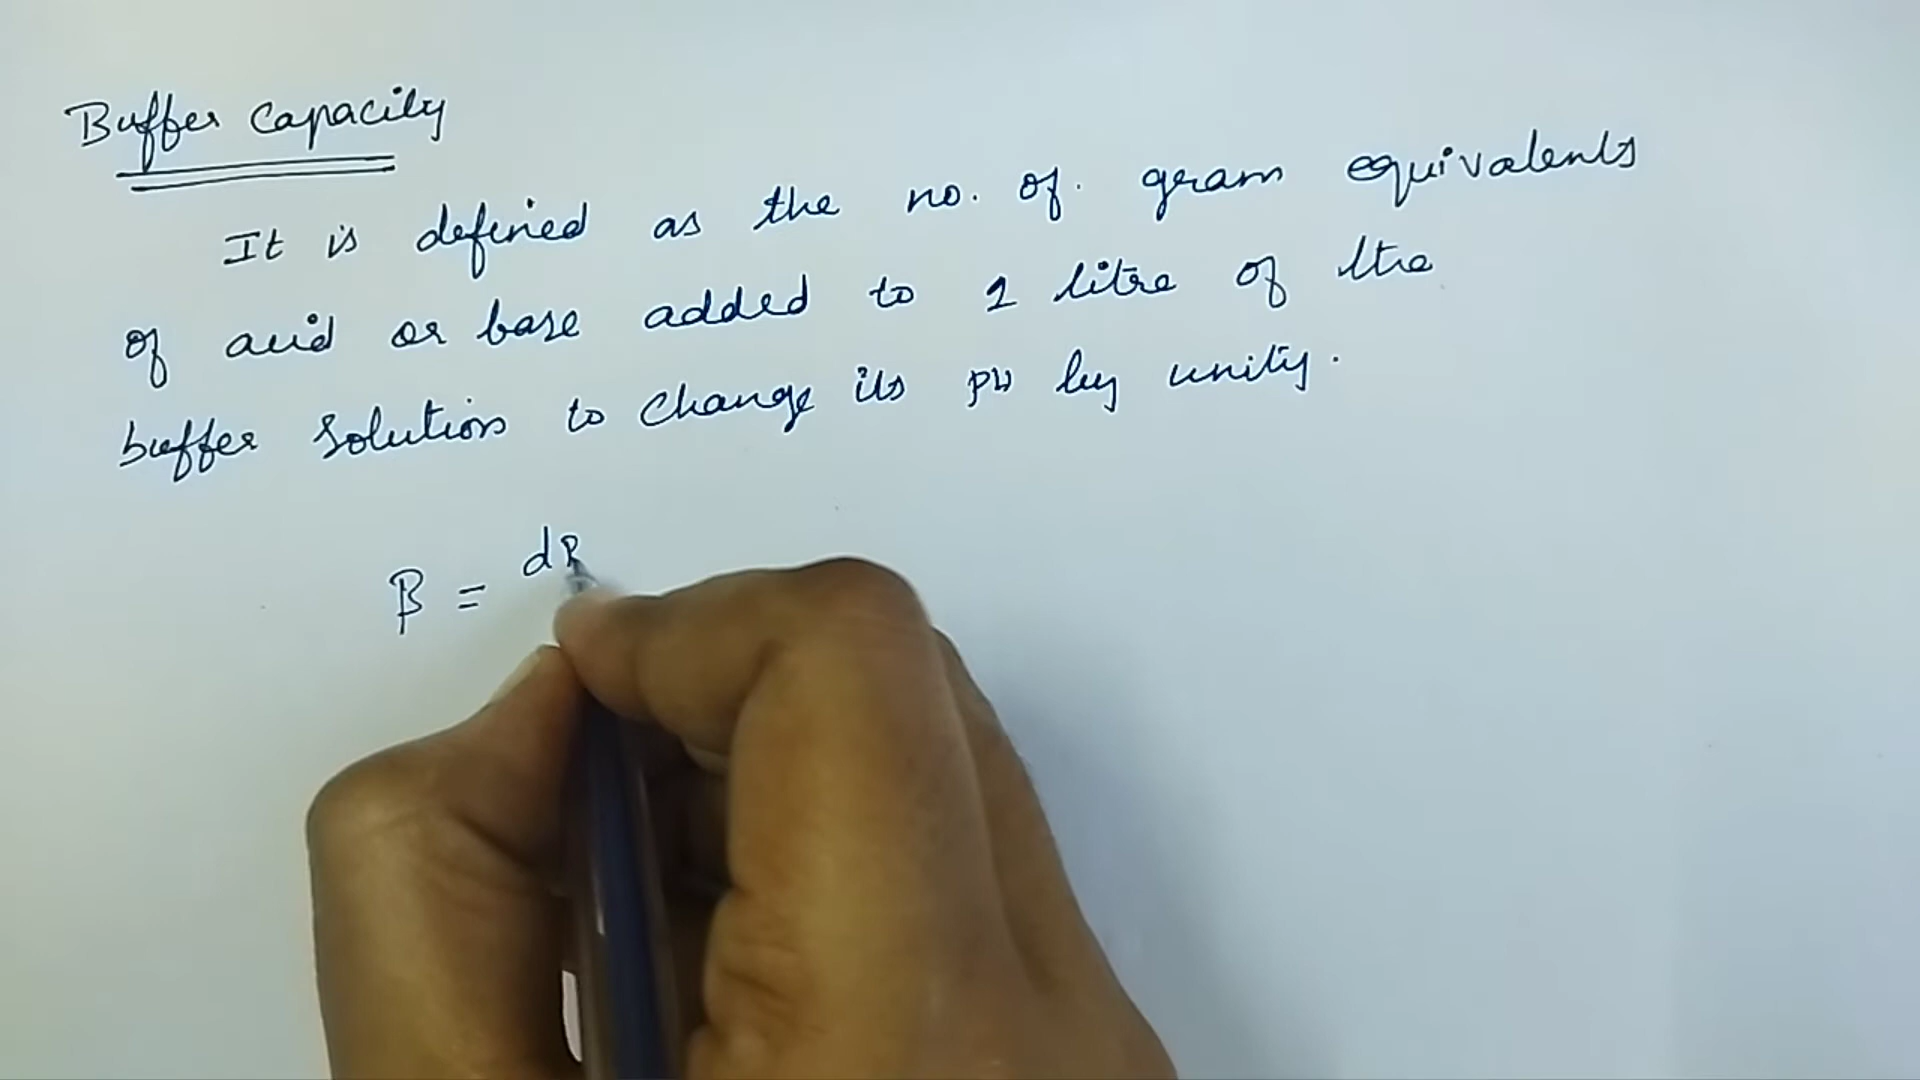 Buffer capacity
It is defined as the no. of. gram equivalents
of acid or base added to 1 litre of the
buffer solution to change its pH by unity.
β = d